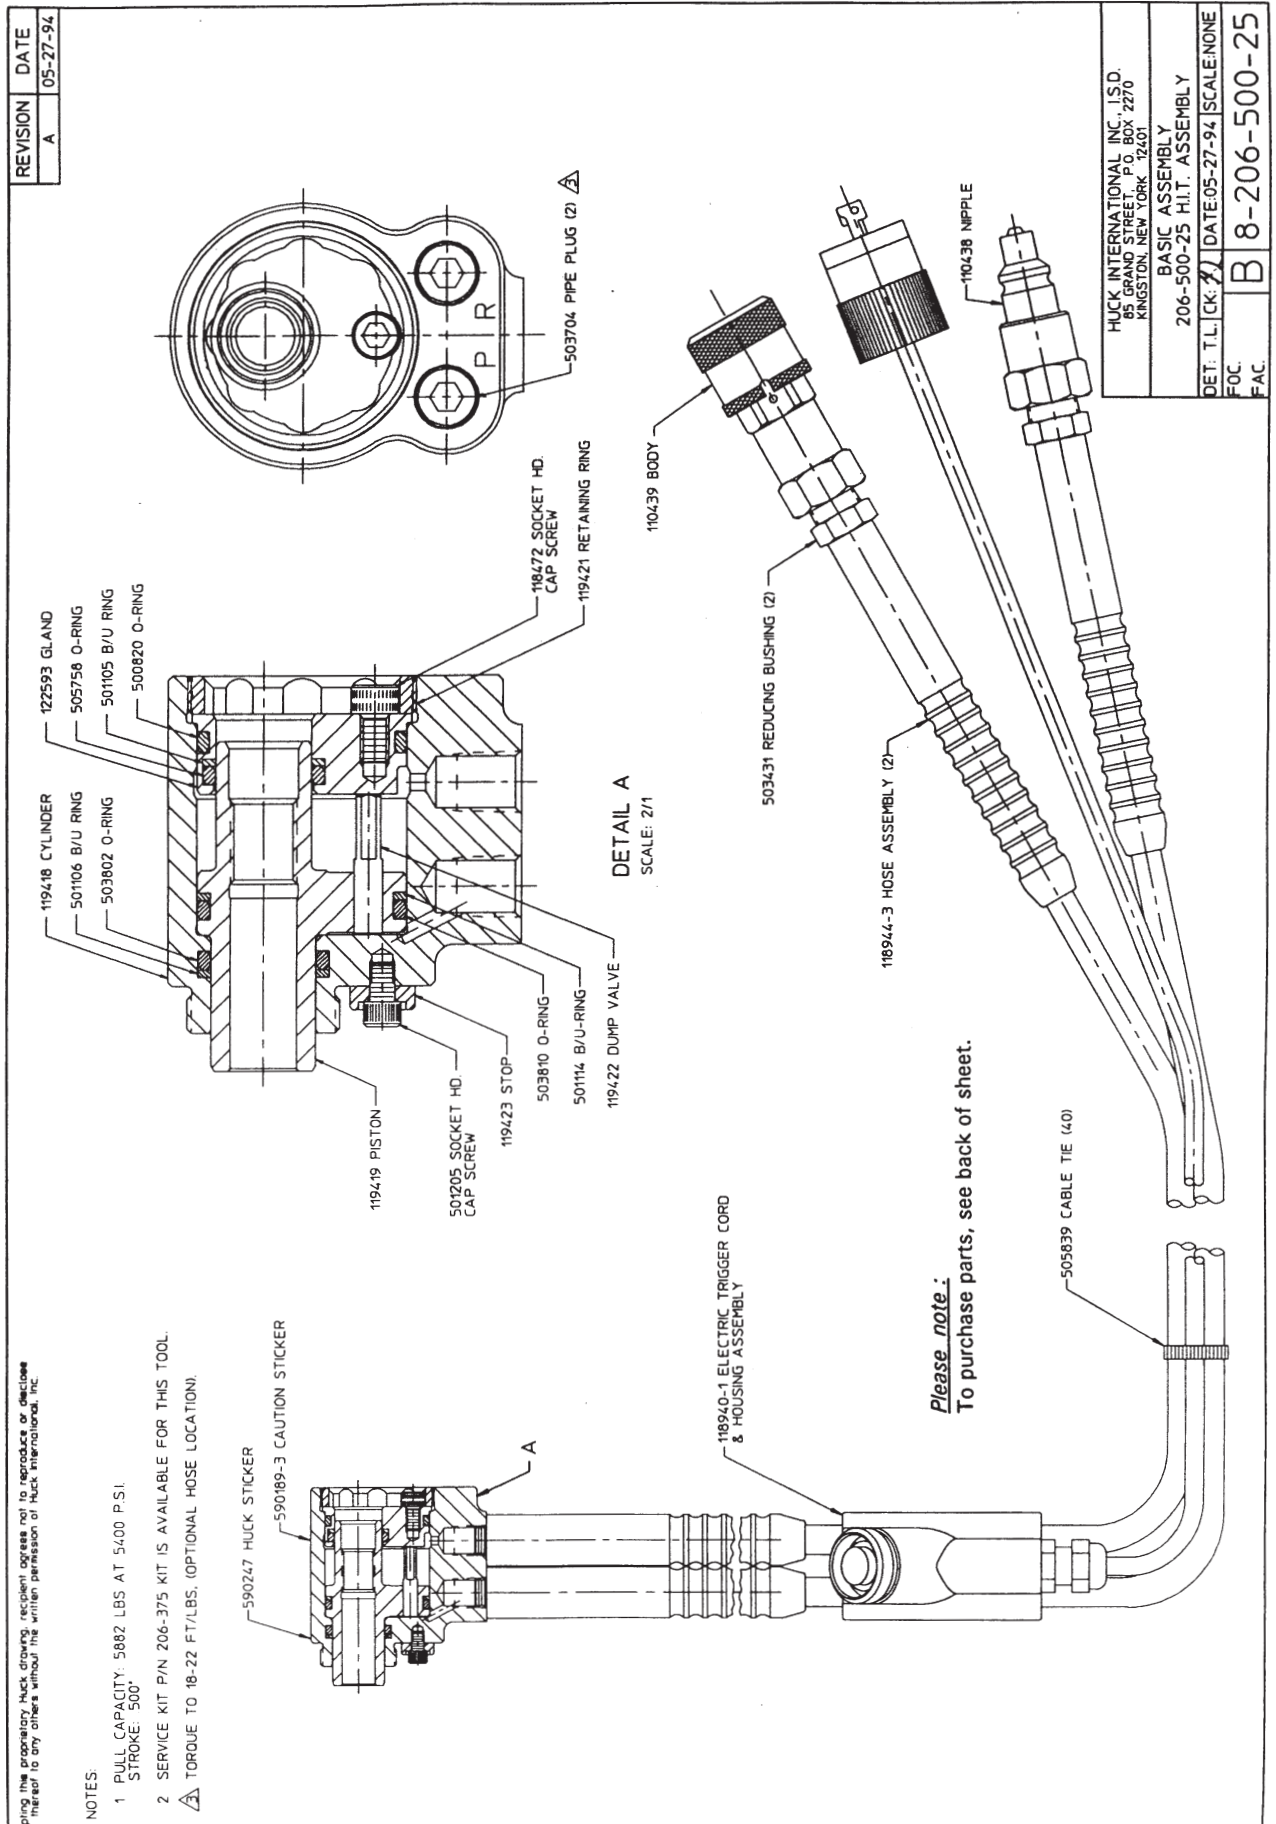 REVISION DATE
A 05-27-94
pting this proprietary Huck drawing, recipient agrees not to reproduce or disclose
thereof to any others without the written permission of Huck International, Inc.
NOTES:
1 PULL CAPACITY: 5882 LBS AT 5400 P.S.I.
STROKE: 500"
2 SERVICE KIT P/N 206-375 KIT IS AVAILABLE FOR THIS TOOL.
3 TORQUE TO 18-22 FT/LBS. (OPTIONAL HOSE LOCATION).
119418 CYLINDER
501106 B/U RING
503802 O-RING
122593 GLAND
505758 O-RING
501105 B/U RING
500820 O-RING
118472 SOCKET HD.
CAP SCREW
119421 RETAINING RING
P R
503704 PIPE PLUG (2) 3
119419 PISTON
501205 SOCKET HD.
CAP SCREW
119423 STOP
503810 O-RING
501114 B/U-RING
119422 DUMP VALVE
DETAIL A
SCALE: 2/1
590247 HUCK STICKER
590189-3 CAUTION STICKER
A
118940-1 ELECTRIC TRIGGER CORD
& HOUSING ASSEMBLY
Please note :
To purchase parts, see back of sheet.
505839 CABLE TIE (40)
118944-3 HOSE ASSEMBLY (2)
503431 REDUCING BUSHING (2)
110439 BODY
110438 NIPPLE
HUCK INTERNATIONAL INC., I.S.D.
85 GRAND STREET, P.O. BOX 2270
KINGSTON, NEW YORK 12401
BASIC ASSEMBLY
206-500-25 H.I.T. ASSEMBLY
DET: T.L. CK: DATE:05-27-94 SCALE:NONE
FOC.
FAC.
B 8-206-500-25